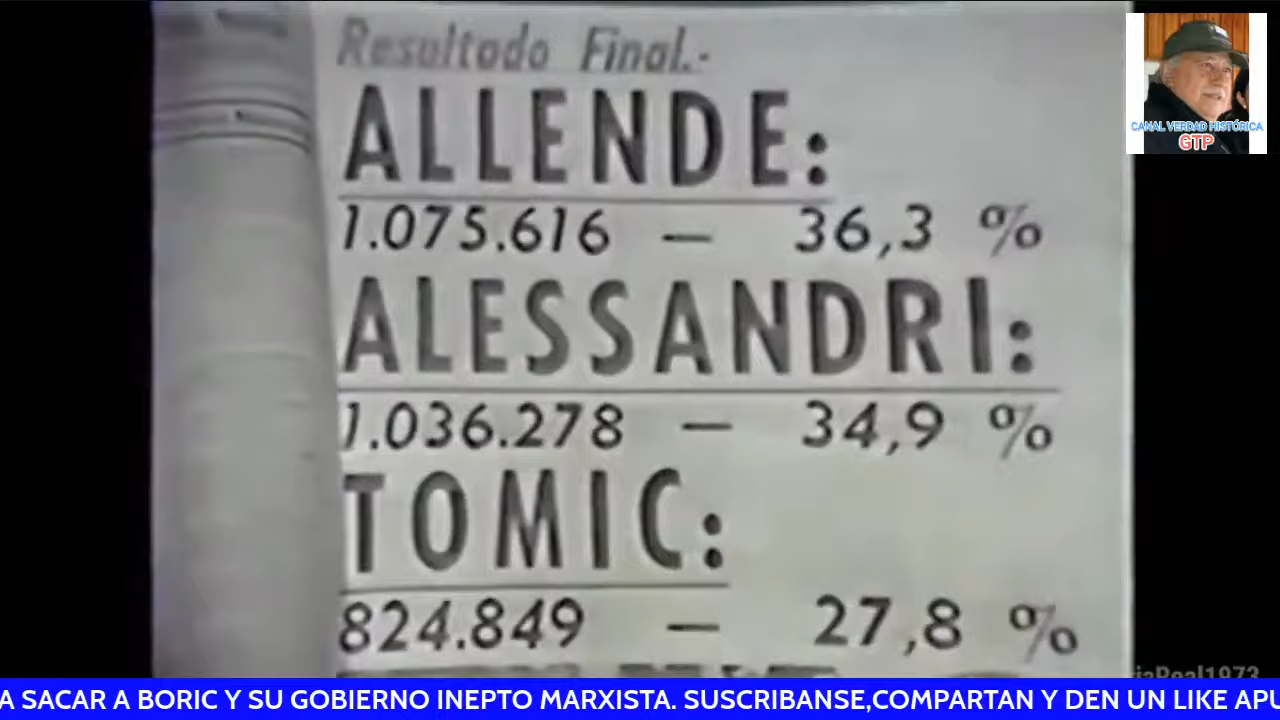 Resultado Final.-
ALLENDE:
1.075.616 — 36,3 %
ALESSANDRI:
1.036.278 — 34,9 %
TOMIC:
824.849 — 27,8 %
CANAL VERDAD HISTÓRICA
GTP
A SACAR A BORIC Y SU GOBIERNO INEPTO MARXISTA. SUSCRIBANSE,COMPARTAN Y DEN UN LIKE APU